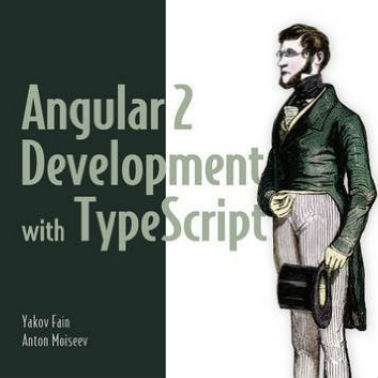 Angular 2
Development
with TypeScript
Yakov Fain
Anton Moiseev